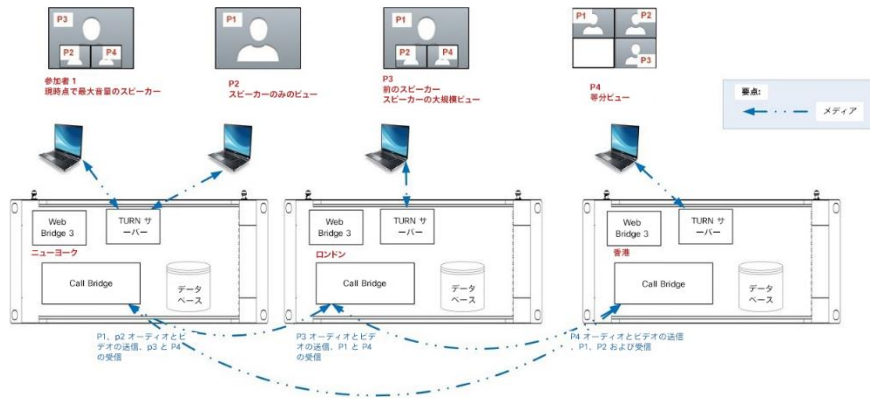 P3
P2
P4
P1
P1
P2
P4
P1
P2
P3
参加者 1
現時点で最大音量のスピーカー
P2
スピーカーのみのビュー
P3
前のスピーカー
スピーカーの大規模ビュー
P4
等分ビュー
要点:
メディア
Web
Bridge 3
TURN サ
ーバー
ニューヨーク
Call Bridge
データ
ベース
Web
Bridge 3
TURN サ
ーバー
ロンドン
Call Bridge
データ
ベース
Web
Bridge 3
TURN サ
ーバー
香港
Call Bridge
データ
ベース
P1、p2 オーディオとビ
デオの送信、p3 と P4
の受信
P3 オーディオとビデ
オの送信、P1 と P4
の受信
P4 オーディオとビデオの送信
、P1、P2 および受信